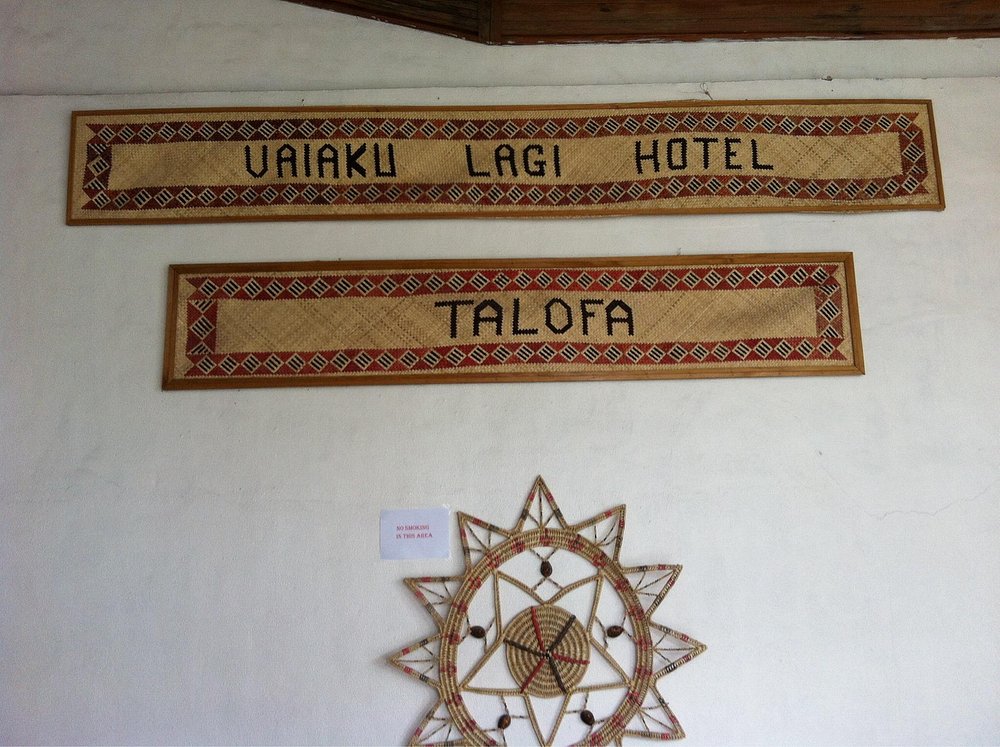 VAIAKU LAGI HOTEL
TALOFA
NO SMOKING
IN THIS AREA